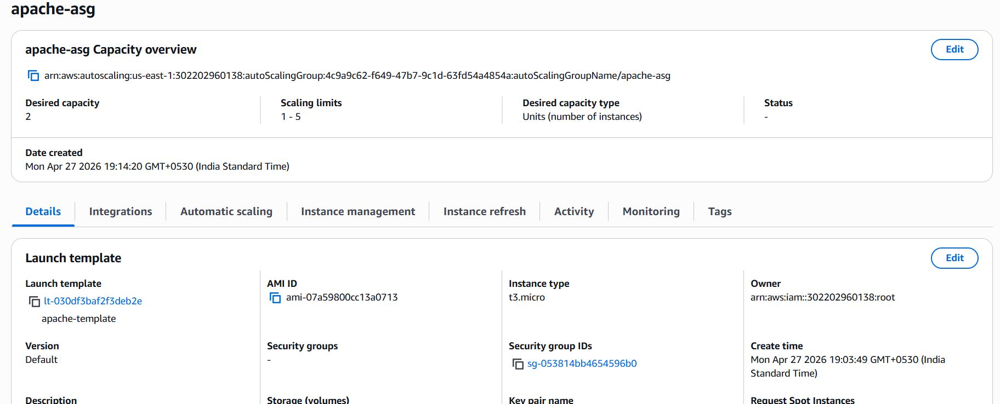 apache-asg
apache-asg Capacity overview
Edit
arn:aws:autoscaling:us-east-1:302202960138:autoScalingGroup:4c9a9c62-f649-47b7-9c1d-63fd54a4854a:autoScalingGroupName/apache-asg
Desired capacity
2
Scaling limits
1 - 5
Desired capacity type
Units (number of instances)
Status
-
Date created
Mon Apr 27 2026 19:14:20 GMT+0530 (India Standard Time)
Details
Integrations
Automatic scaling
Instance management
Instance refresh
Activity
Monitoring
Tags
Launch template
Edit
Launch template
lt-030df3baf2f3deb2e
apache-template
AMI ID
ami-07a59800cc13a0713
Instance type
t3.micro
Owner
arn:aws:iam::302202960138:root
Version
Default
Security groups
-
Security group IDs
sg-053814bb4654596b0
Create time
Mon Apr 27 2026 19:03:49 GMT+0530 (India
Standard Time)
Description
Storage (volumes)
Key pair name
Request Spot Instances